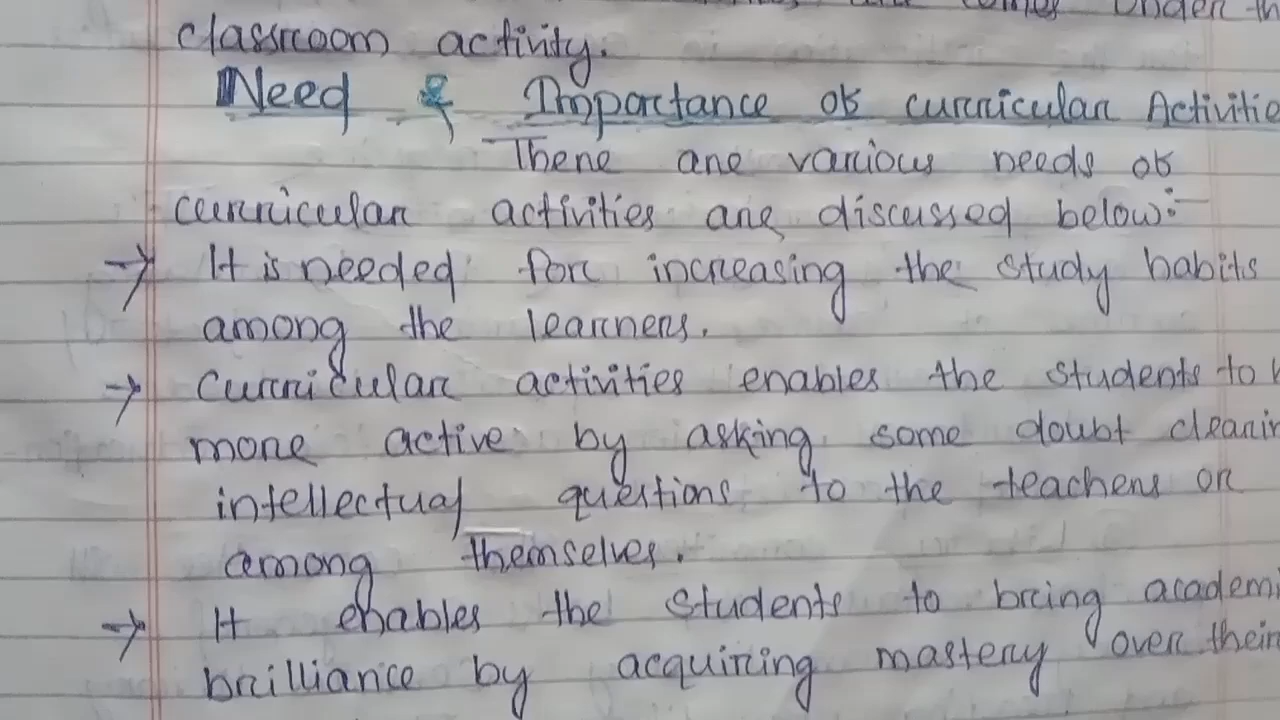 under th
classroom activity.
Need & Importance of curricular Activitie
There are various needs of
curricular activities are discussed below:-
→ It is needed for increasing the study habits
among the learners.
→ Curricular activities enables the students to b
more active by asking some doubt clearin
intellectual questions to the teachers or
among themselves.
→ It enables the students to bring academi
brilliance by acquiring mastery over their